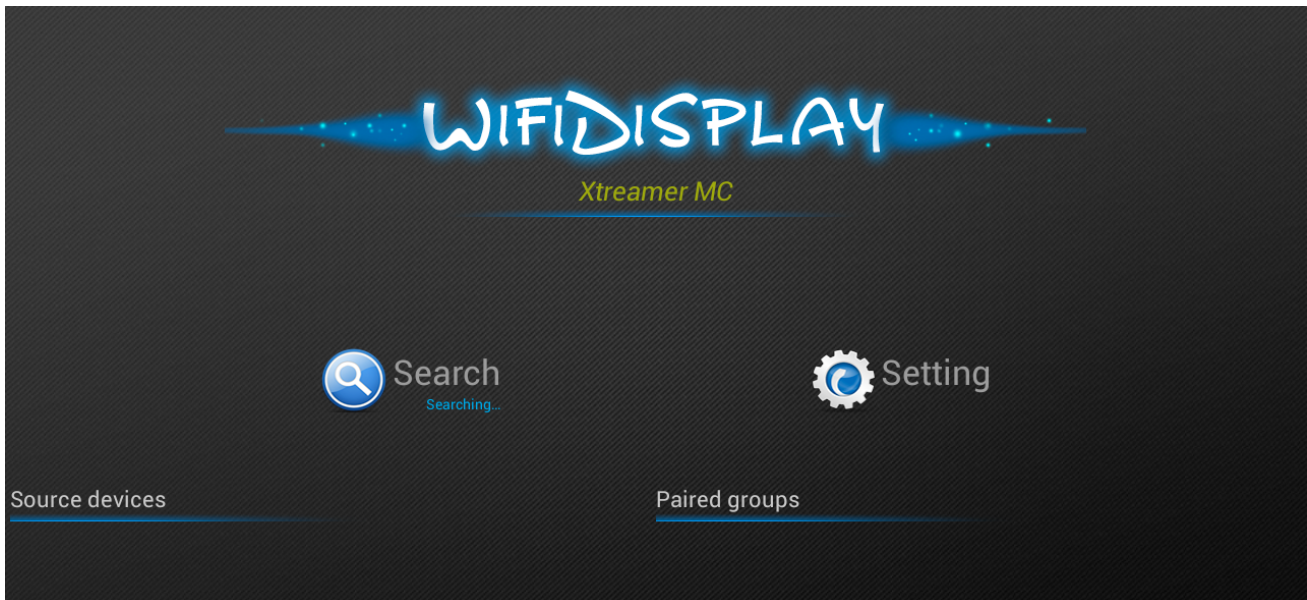 WIFIDISPLAY
Xtreamer MC
Search
Searching...
Setting
Source devices
Paired groups